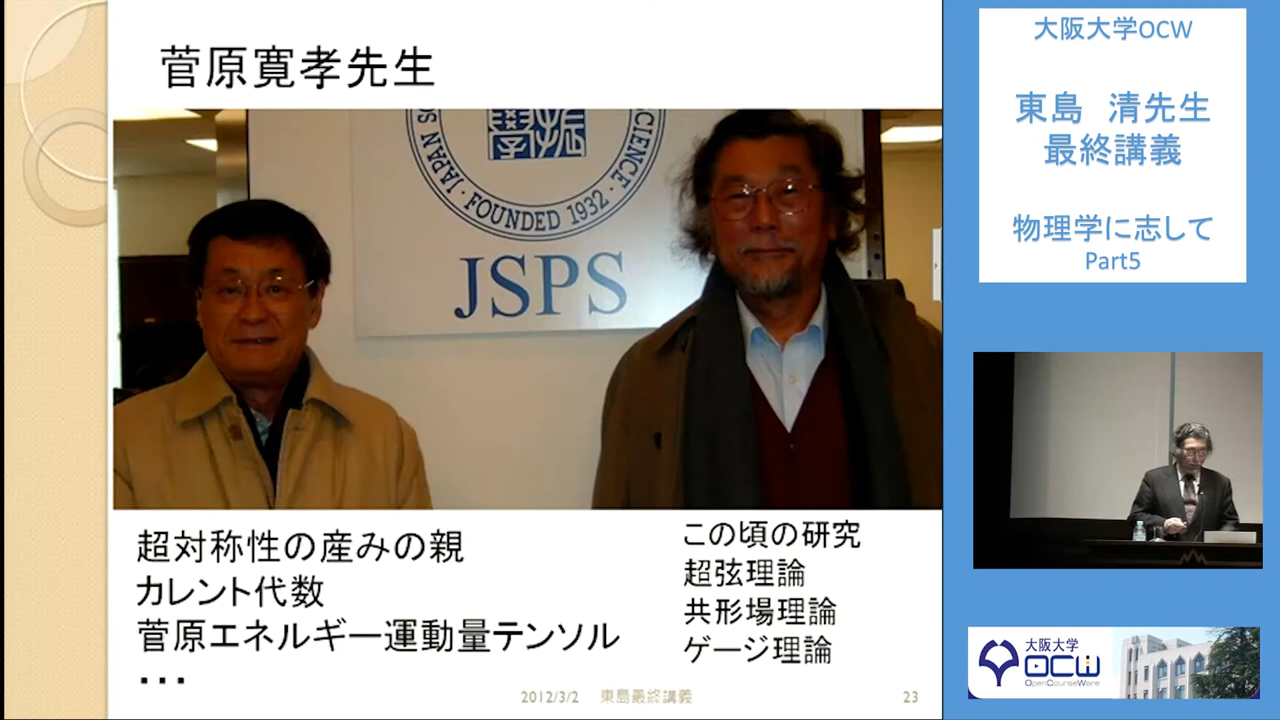 菅原寛孝先生
學振
JAPAN S
SCIENCE
FOUNDED 1932
JSPS
超対称性の産みの親
カレント代数
菅原エネルギー運動量テンソル
...
この頃の研究
超弦理論
共形場理論
ゲージ理論
2012/3/2 東島最終講義 23
大阪大学OCW
東島 清先生
最終講義
物理学に志して
Part5
大阪大学
OCW
OpenCourseWare